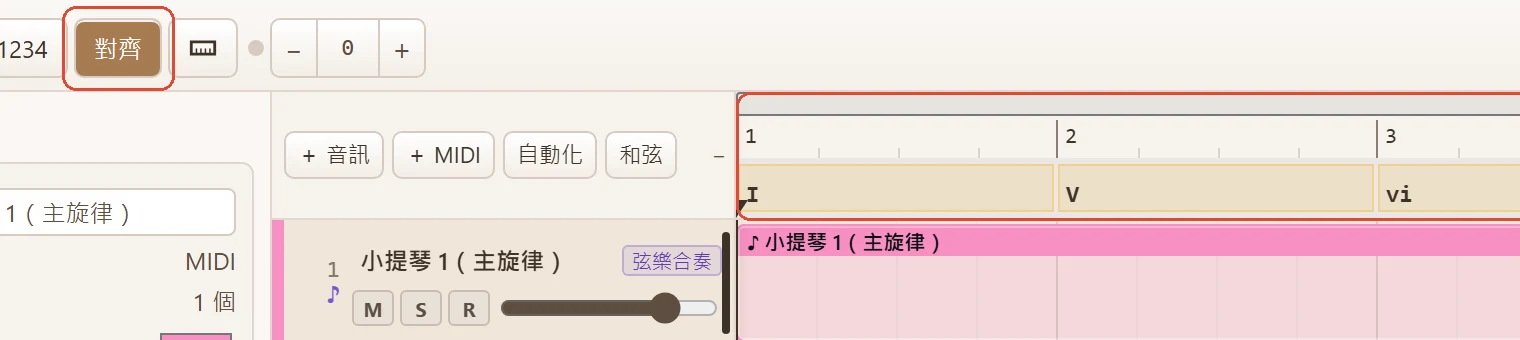 1234 對齊 − 0 +
+ 音訊 + MIDI 自動化 和弦 −
1 2 3
I V vi
1（主旋律）
MIDI
1 個
1 小提琴 1（主旋律） 弦樂合奏
♪ M S R
♪ 小提琴 1（主旋律）